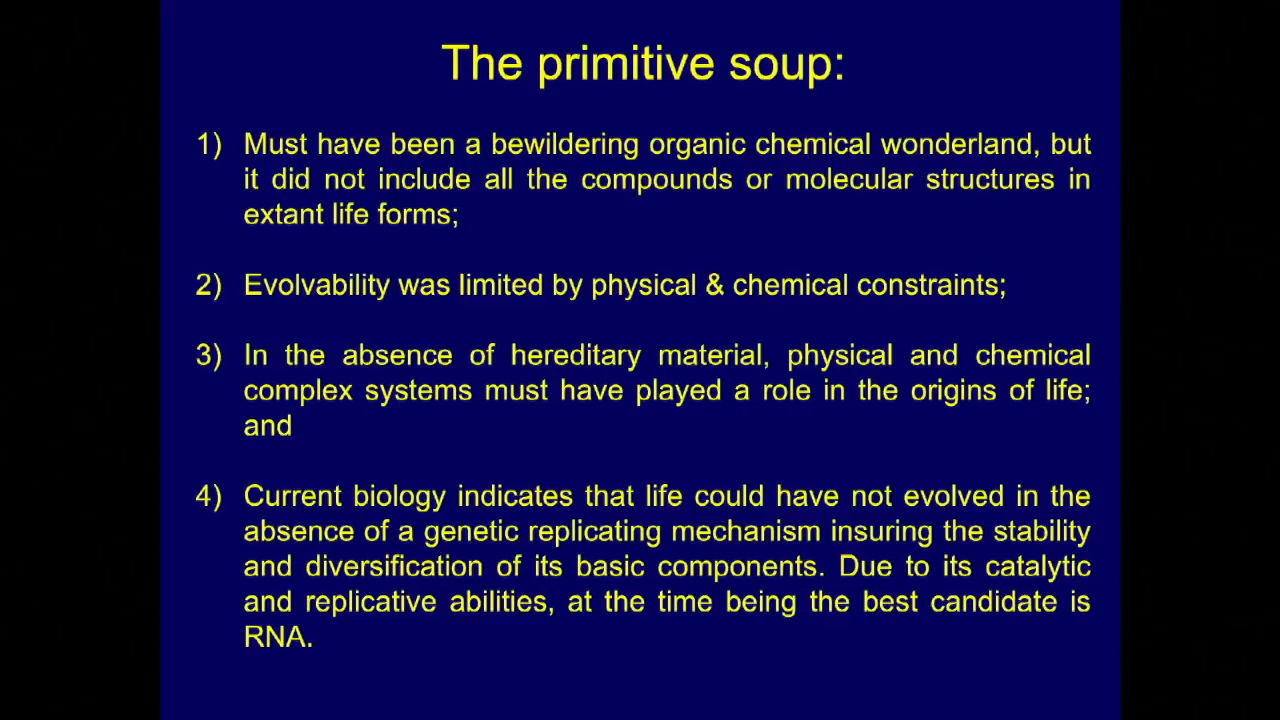 The primitive soup:
1) Must have been a bewildering organic chemical wonderland, but
it did not include all the compounds or molecular structures in
extant life forms;
2) Evolvability was limited by physical & chemical constraints;
3) In the absence of hereditary material, physical and chemical
complex systems must have played a role in the origins of life;
and
4) Current biology indicates that life could have not evolved in the
absence of a genetic replicating mechanism insuring the stability
and diversification of its basic components. Due to its catalytic
and replicative abilities, at the time being the best candidate is
RNA.